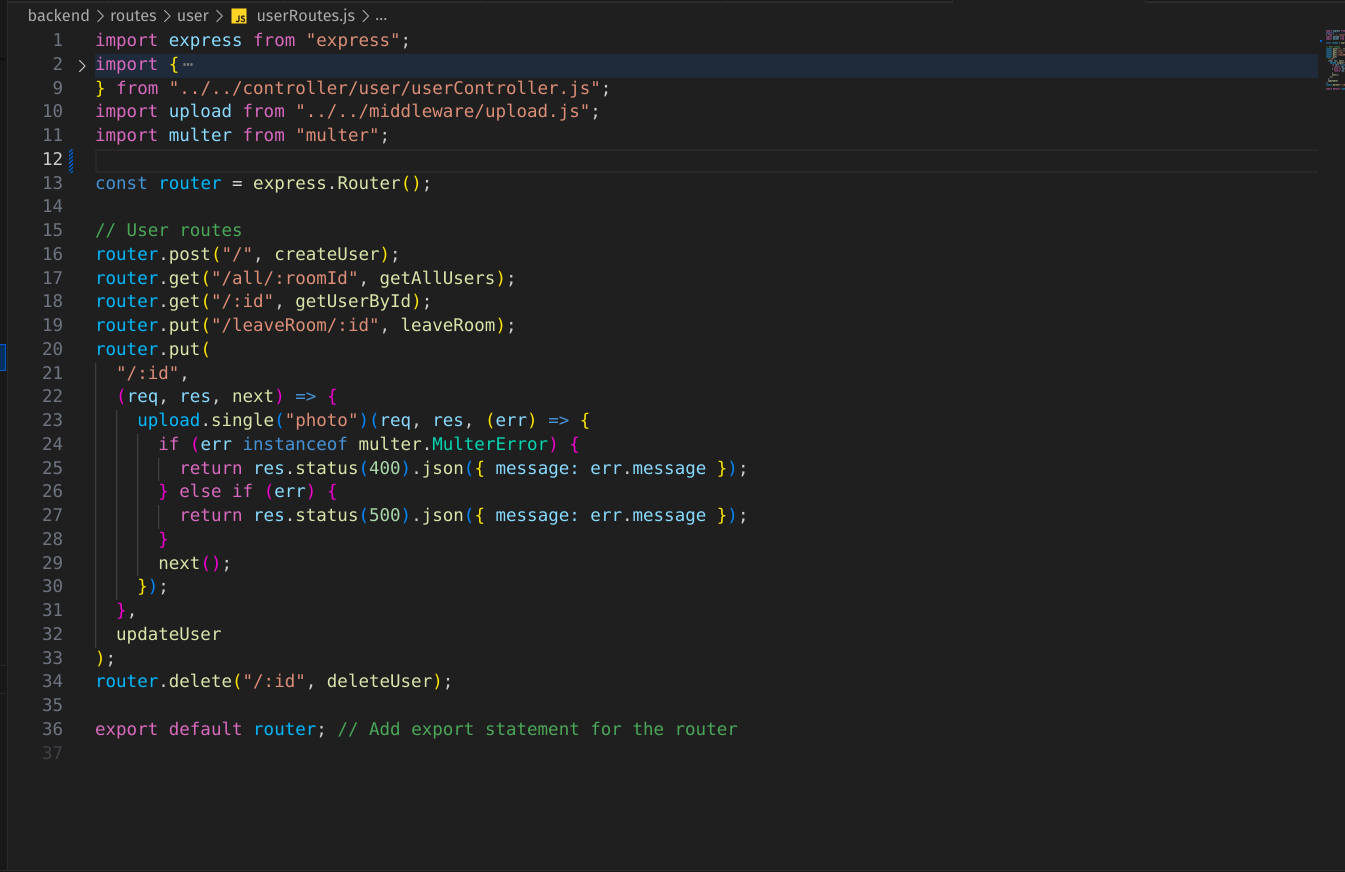 backend > routes > user > JS userRoutes.js > ...
1 import express from "express";
2 > import { ⋯
9 } from "../../controller/user/userController.js";
10 import upload from "../../middleware/upload.js";
11 import multer from "multer";
12
13 const router = express.Router();
14
15 // User routes
16 router.post("/", createUser);
17 router.get("/all/:roomId", getAllUsers);
18 router.get("/:id", getUserById);
19 router.put("/leaveRoom/:id", leaveRoom);
20 router.put(
21   "/:id",
22   (req, res, next) => {
23     upload.single("photo")(req, res, (err) => {
24       if (err instanceof multer.MulterError) {
25         return res.status(400).json({ message: err.message });
26       } else if (err) {
27         return res.status(500).json({ message: err.message });
28       }
29       next();
30     });
31   },
32   updateUser
33 );
34 router.delete("/:id", deleteUser);
35
36 export default router; // Add export statement for the router
37